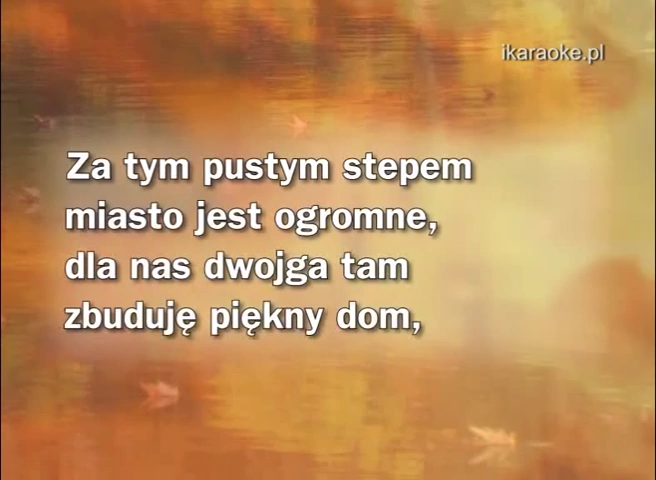 ikaraoke.pl
Za tym pustym stepem
miasto jest ogromne,
dla nas dwojga tam
zbuduję piękny dom,